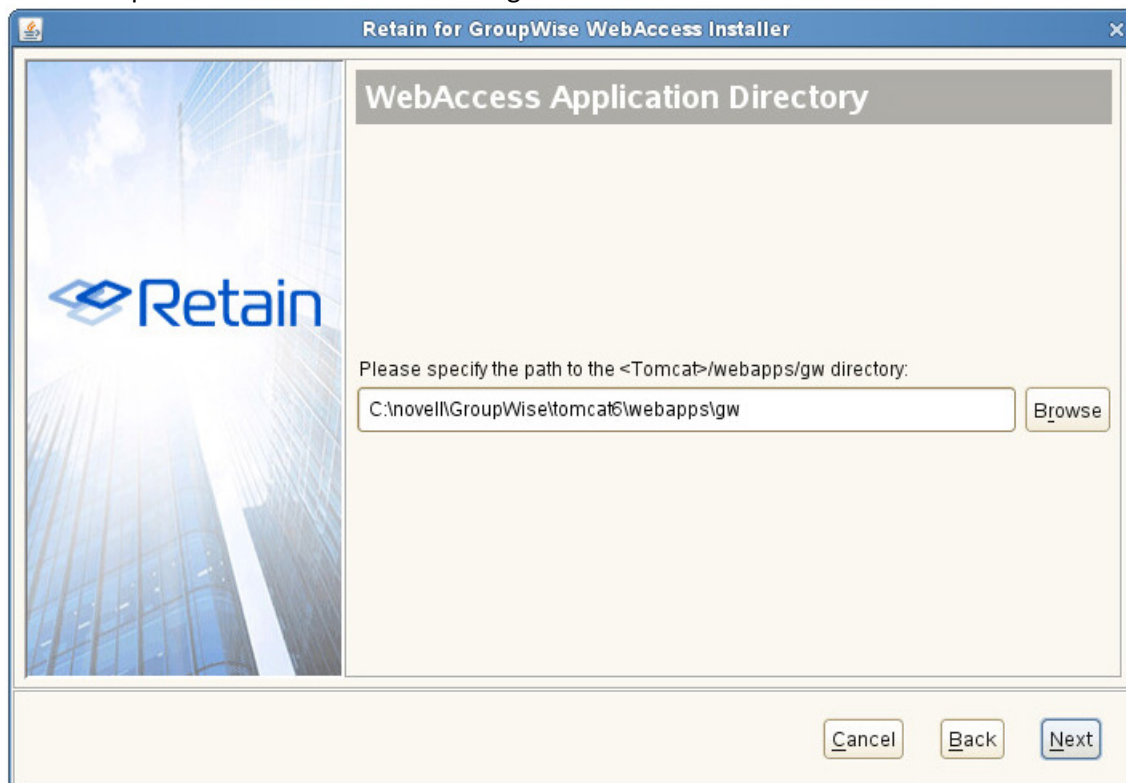 Retain for GroupWise WebAccess Installer
WebAccess Application Directory
Retain
Please specify the path to the <Tomcat>/webapps/gw directory:
C:\novell\GroupWise\tomcat6\webapps\gw
Browse
Cancel Back Next